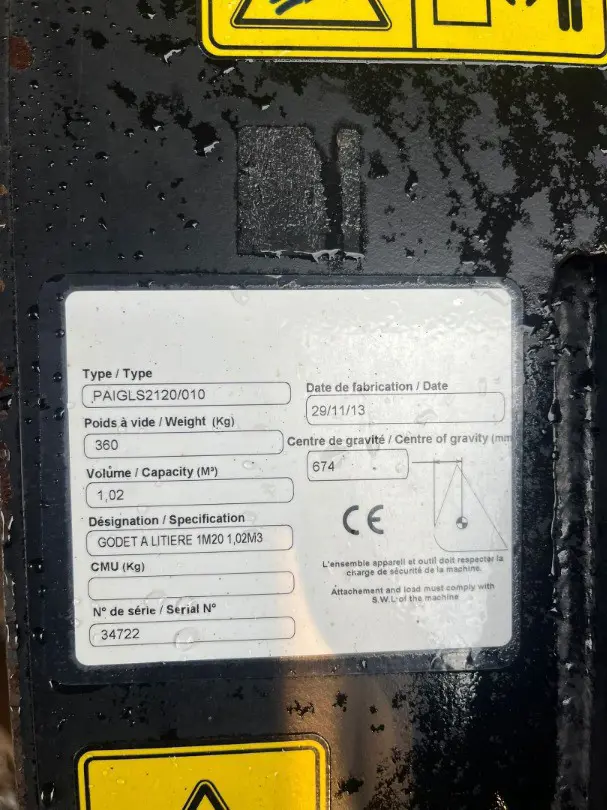 Type / Type
PAIGLS2120/010
Date de fabrication / Date
29/11/13
Poids à vide / Weight (Kg)
360
Centre de gravité / Centre of gravity (mm
674
Volume / Capacity (M³)
1,02
Désignation / Specification
GODET A LITIERE 1M20 1,02M3
CE
CMU (Kg)
L'ensemble appareil et outil doit respecter la
charge de sécurité de la machine.
Attachement and load must comply with
S.W.L of the machine
N° de série / Serial N°
34722